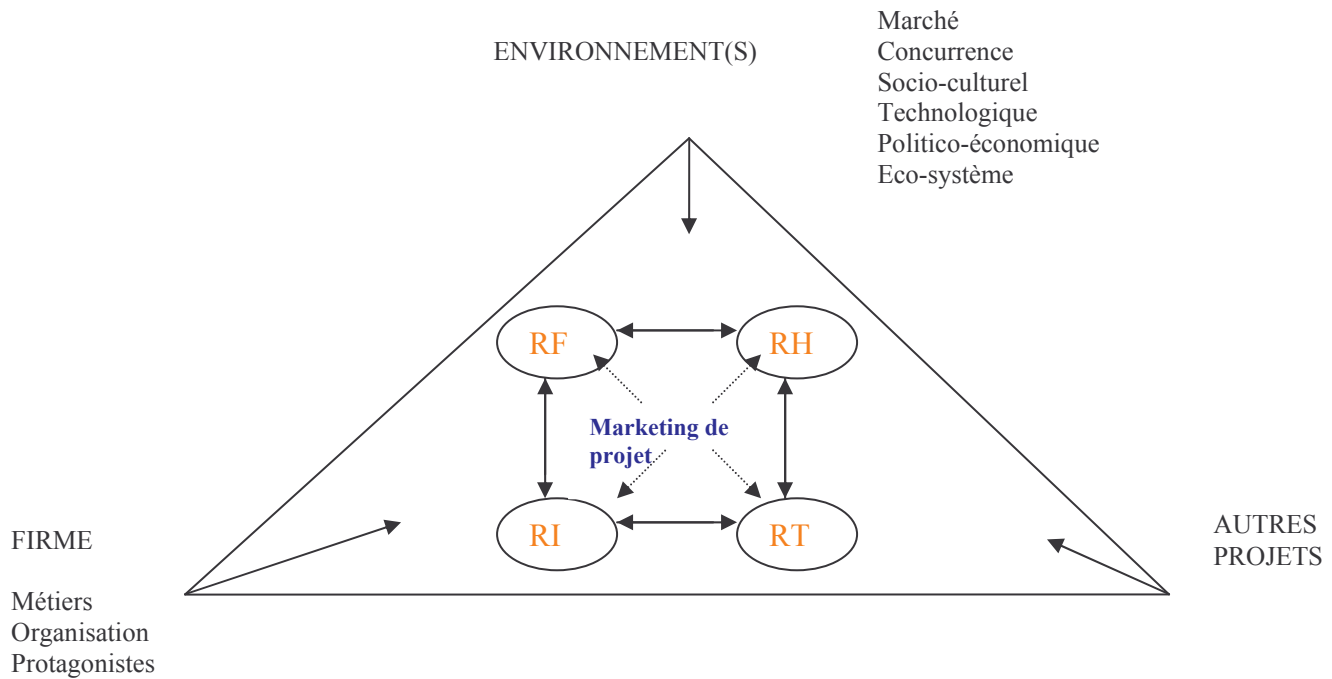 ENVIRONNEMENT(S)
Marché
Concurrence
Socio-culturel
Technologique
Politico-économique
Eco-système
RF
RH
Marketing de
projet
RI
RT
FIRME
Métiers
Organisation
Protagonistes
AUTRES
PROJETS